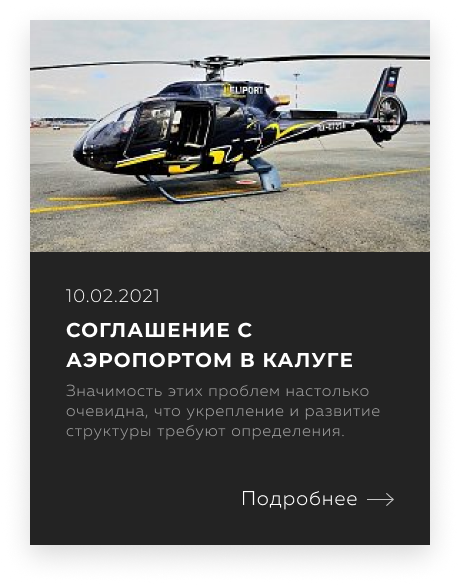 HELIPORT
10.02.2021
СОГЛАШЕНИЕ С
АЭРОПОРТОМ В КАЛУГЕ
Значимость этих проблем настолько
очевидна, что укрепление и развитие
структуры требуют определения.
Подробнее